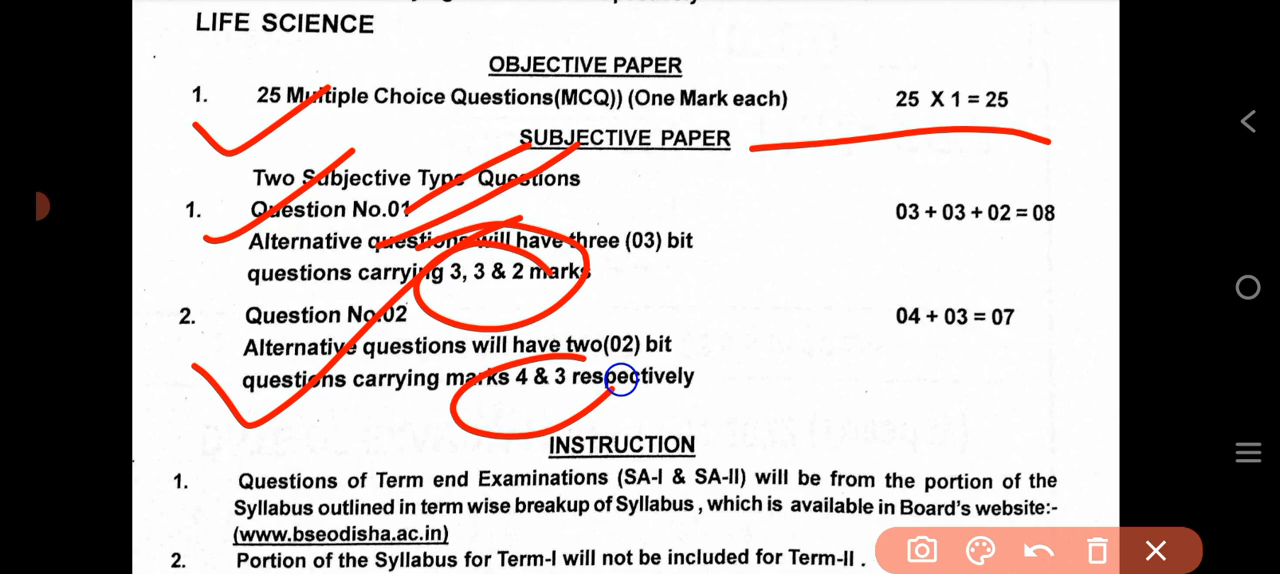 LIFE SCIENCE
OBJECTIVE PAPER
1. 25 Multiple Choice Questions(MCQ)) (One Mark each) 25 X 1 = 25
SUBJECTIVE PAPER
Two Subjective Type Questions
1. Question No.01 03 + 03 + 02 = 08
Alternative questions will have three (03) bit
questions carrying 3, 3 & 2 marks
2. Question No.02 04 + 03 = 07
Alternative questions will have two(02) bit
questions carrying marks 4 & 3 respectively
INSTRUCTION
1. Questions of Term end Examinations (SA-I & SA-II) will be from the portion of the
Syllabus outlined in term wise breakup of Syllabus , which is available in Board's website:-
(www.bseodisha.ac.in)
2. Portion of the Syllabus for Term-I will not be included for Term-II .